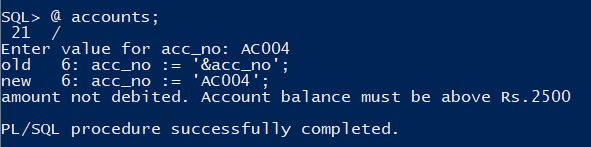 SQL> @ accounts;
 21  /
Enter value for acc_no: AC004
old   6: acc_no := '&acc_no';
new   6: acc_no := 'AC004';
amount not debited. Account balance must be above Rs.2500

PL/SQL procedure successfully completed.